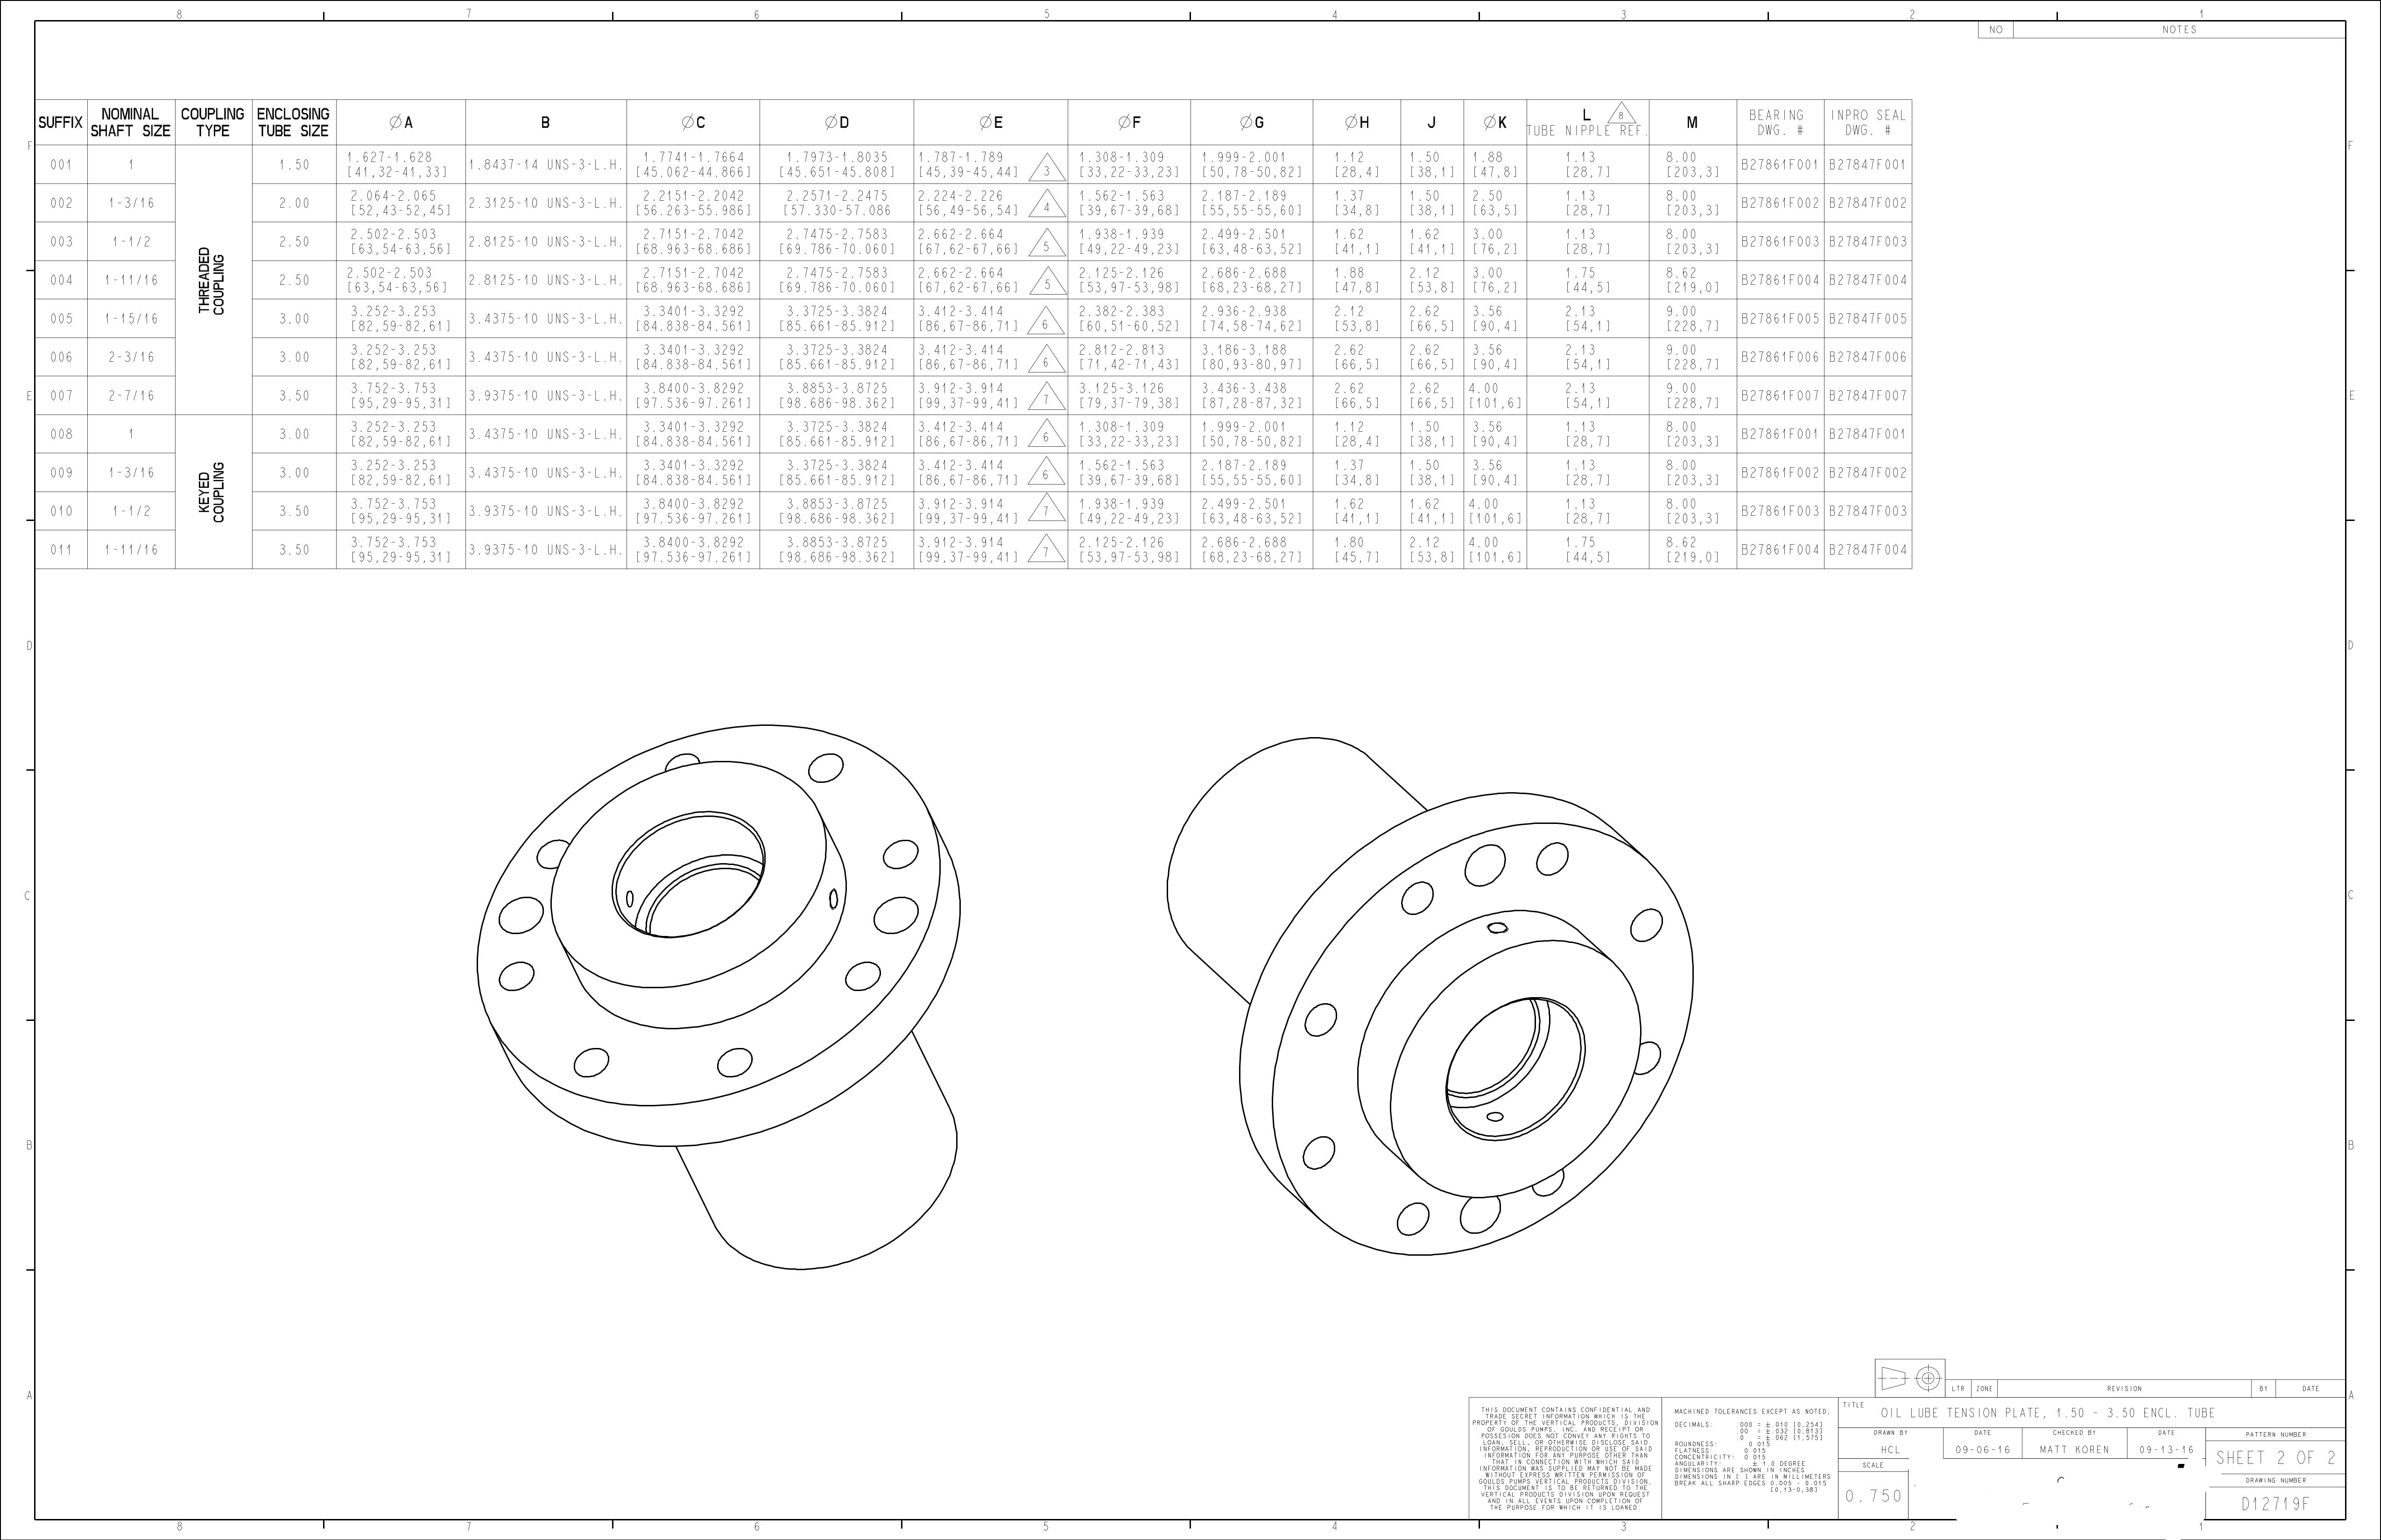 8 7 6 5 4 3 2 1
NO NOTES
SUFFIX NOMINAL SHAFT SIZE COUPLING TYPE ENCLOSING TUBE SIZE ∅A B ∅C ∅D ∅E ∅F ∅G ∅H J ∅K L 8 TUBE NIPPLE REF. M BEARING DWG. # INPRO SEAL DWG. #
THREADED COUPLING
001 1 1.50 1.627-1.628 1.8437-14 UNS-3-L.H. 1.7741-1.7664 1.7973-1.8035 1.787-1.789 3 1.308-1.309 1.999-2.001 1.12 1.50 1.88 1.13 8.00 B27861F001 B27847F001
[41,32-41,33] [45.062-44.866] [45.651-45.808] [45,39-45,44] [33,22-33,23] [50,78-50,82] [28,4] [38,1] [47,8] [28,7] [203,3]
002 1-3/16 2.00 2.064-2.065 2.3125-10 UNS-3-L.H. 2.2151-2.2042 2.2571-2.2475 2.224-2.226 4 1.562-1.563 2.187-2.189 1.37 1.50 2.50 1.13 8.00 B27861F002 B27847F002
[52,43-52,45] [56.263-55.986] [57.330-57.086 [56,49-56,54] [39,67-39,68] [55,55-55,60] [34,8] [38,1] [63,5] [28,7] [203,3]
003 1-1/2 2.50 2.502-2.503 2.8125-10 UNS-3-L.H. 2.7151-2.7042 2.7475-2.7583 2.662-2.664 5 1.938-1.939 2.499-2.501 1.62 1.62 3.00 1.13 8.00 B27861F003 B27847F003
[63,54-63,56] [68.963-68.686] [69.786-70.060] [67,62-67,66] [49,22-49,23] [63,48-63,52] [41,1] [41,1] [76,2] [28,7] [203,3]
004 1-11/16 2.50 2.502-2.503 2.8125-10 UNS-3-L.H. 2.7151-2.7042 2.7475-2.7583 2.662-2.664 5 2.125-2.126 2.686-2.688 1.88 2.12 3.00 1.75 8.62 B27861F004 B27847F004
[63,54-63,56] [68.963-68.686] [69.786-70.060] [67,62-67,66] [53,97-53,98] [68,23-68,27] [47,8] [53,8] [76,2] [44,5] [219,0]
005 1-15/16 3.00 3.252-3.253 3.4375-10 UNS-3-L.H. 3.3401-3.3292 3.3725-3.3824 3.412-3.414 6 2.382-2.383 2.936-2.938 2.12 2.62 3.56 2.13 9.00 B27861F005 B27847F005
[82,59-82,61] [84.838-84.561] [85.661-85.912] [86,67-86,71] [60,51-60,52] [74,58-74,62] [53,8] [66,5] [90,4] [54,1] [228,7]
006 2-3/16 3.00 3.252-3.253 3.4375-10 UNS-3-L.H. 3.3401-3.3292 3.3725-3.3824 3.412-3.414 6 2.812-2.813 3.186-3.188 2.62 2.62 3.56 2.13 9.00 B27861F006 B27847F006
[82,59-82,61] [84.838-84.561] [85.661-85.912] [86,67-86,71] [71,42-71,43] [80,93-80,97] [66,5] [66,5] [90,4] [54,1] [228,7]
007 2-7/16 3.50 3.752-3.753 3.9375-10 UNS-3-L.H. 3.8400-3.8292 3.8853-3.8725 3.912-3.914 7 3.125-3.126 3.436-3.438 2.62 2.62 4.00 2.13 9.00 B27861F007 B27847F007
[95,29-95,31] [97.536-97.261] [98.686-98.362] [99,37-99,41] [79,37-79,38] [87,28-87,32] [66,5] [66,5] [101,6] [54,1] [228,7]
KEYED COUPLING
008 1 3.00 3.252-3.253 3.4375-10 UNS-3-L.H. 3.3401-3.3292 3.3725-3.3824 3.412-3.414 6 1.308-1.309 1.999-2.001 1.12 1.50 3.56 1.13 8.00 B27861F001 B27847F001
[82,59-82,61] [84.838-84.561] [85.661-85.912] [86,67-86,71] [33,22-33,23] [50,78-50,82] [28,4] [38,1] [90,4] [28,7] [203,3]
009 1-3/16 3.00 3.252-3.253 3.4375-10 UNS-3-L.H. 3.3401-3.3292 3.3725-3.3824 3.412-3.414 6 1.562-1.563 2.187-2.189 1.37 1.50 3.56 1.13 8.00 B27861F002 B27847F002
[82,59-82,61] [84.838-84.561] [85.661-85.912] [86,67-86,71] [39,67-39,68] [55,55-55,60] [34,8] [38,1] [90,4] [28,7] [203,3]
010 1-1/2 3.50 3.752-3.753 3.9375-10 UNS-3-L.H. 3.8400-3.8292 3.8853-3.8725 3.912-3.914 7 1.938-1.939 2.499-2.501 1.62 1.62 4.00 1.13 8.00 B27861F003 B27847F003
[95,29-95,31] [97.536-97.261] [98.686-98.362] [99,37-99,41] [49,22-49,23] [63,48-63,52] [41,1] [41,1] [101,6] [28,7] [203,3]
011 1-11/16 3.50 3.752-3.753 3.9375-10 UNS-3-L.H. 3.8400-3.8292 3.8853-3.8725 3.912-3.914 7 2.125-2.126 2.686-2.688 1.80 2.12 4.00 1.75 8.62 B27861F004 B27847F004
[95,29-95,31] [97.536-97.261] [98.686-98.362] [99,37-99,41] [53,97-53,98] [68,23-68,27] [45,7] [53,8] [101,6] [44,5] [219,0]
F F
E E
D D
C C
B B
A A
LTR ZONE REVISION BY DATE
THIS DOCUMENT CONTAINS CONFIDENTIAL AND
TRADE SECRET INFORMATION WHICH IS THE
PROPERTY OF THE VERTICAL PRODUCTS, DIVISION
OF GOULDS PUMPS, INC. AND RECEIPT OR
POSSESION DOES NOT CONVEY ANY RIGHTS TO
LOAN, SELL, OR OTHERWISE DISCLOSE SAID
INFORMATION, REPRODUCTION OR USE OF SAID
INFORMATION FOR ANY PURPOSE OTHER THAN
THAT IN CONNECTION WITH WHICH SAID
INFORMATION WAS SUPPLIED MAY NOT BE MADE
WITHOUT EXPRESS WRITTEN PERMISSION OF
GOULDS PUMPS VERTICAL PRODUCTS DIVISION.
THIS DOCUMENT IS TO BE RETURNED TO THE
VERTICAL PRODUCTS DIVISION UPON REQUEST
AND IN ALL EVENTS UPON COMPLETION OF
THE PURPOSE FOR WHICH IT IS LOANED.
MACHINED TOLERANCES EXCEPT AS NOTED:
DECIMALS: .000 = ±.010 [0,254]
.00 = ±.032 [0,813]
.0 = ±.062 [1,575]
ROUNDNESS: 0.015
FLATNESS: 0.015
CONCENTRICITY: 0.015
ANGULARITY: ± 1.0 DEGREE
DIMENSIONS ARE SHOWN IN INCHES
DIMENSIONS IN [ ] ARE IN MILLIMETERS
BREAK ALL SHARP EDGES 0.005 - 0.015
[0,13-0,38]
TITLE
OIL LUBE TENSION PLATE, 1.50 - 3.50 ENCL. TUBE
DRAWN BY DATE CHECKED BY DATE PATTERN NUMBER
HCL 09-06-16 MATT KOREN 09-13-16 SHEET 2 OF 2
SCALE
0.750
DRAWING NUMBER
D12719F
8 7 6 5 4 3 2 1